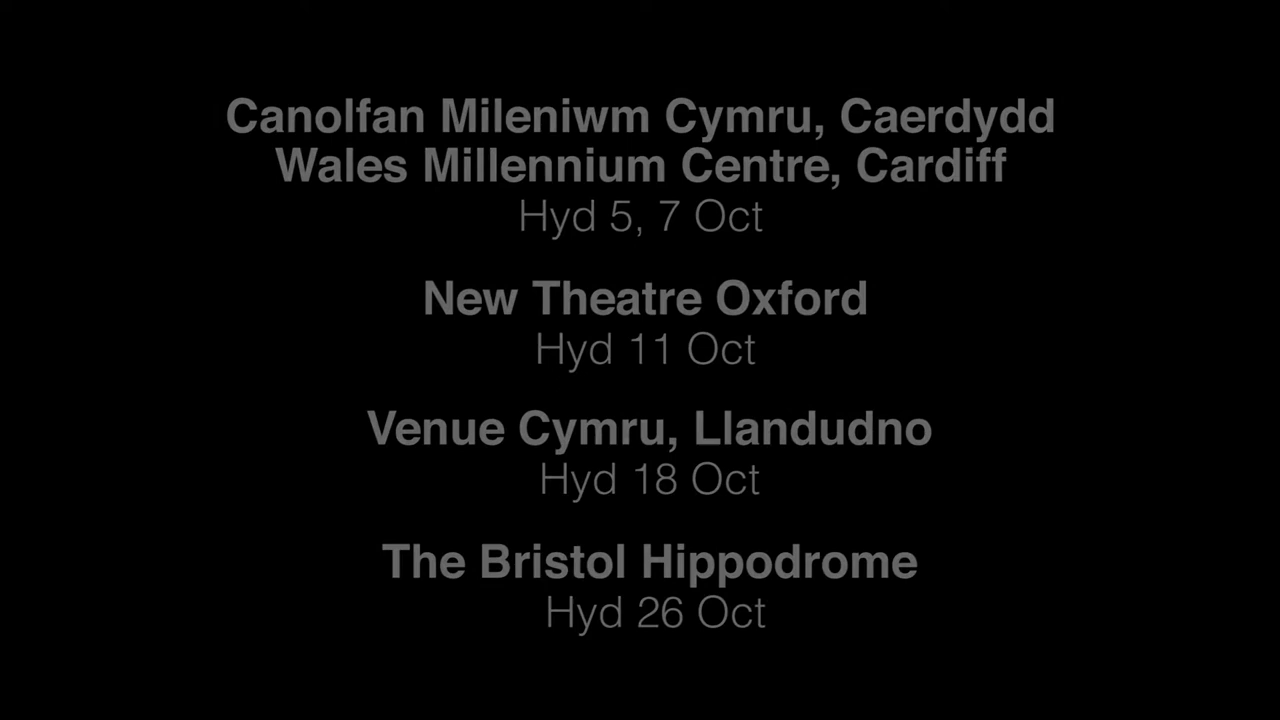 Canolfan Mileniwm Cymru, Caerdydd
Wales Millennium Centre, Cardiff
Hyd 5, 7 Oct
New Theatre Oxford
Hyd 11 Oct
Venue Cymru, Llandudno
Hyd 18 Oct
The Bristol Hippodrome
Hyd 26 Oct